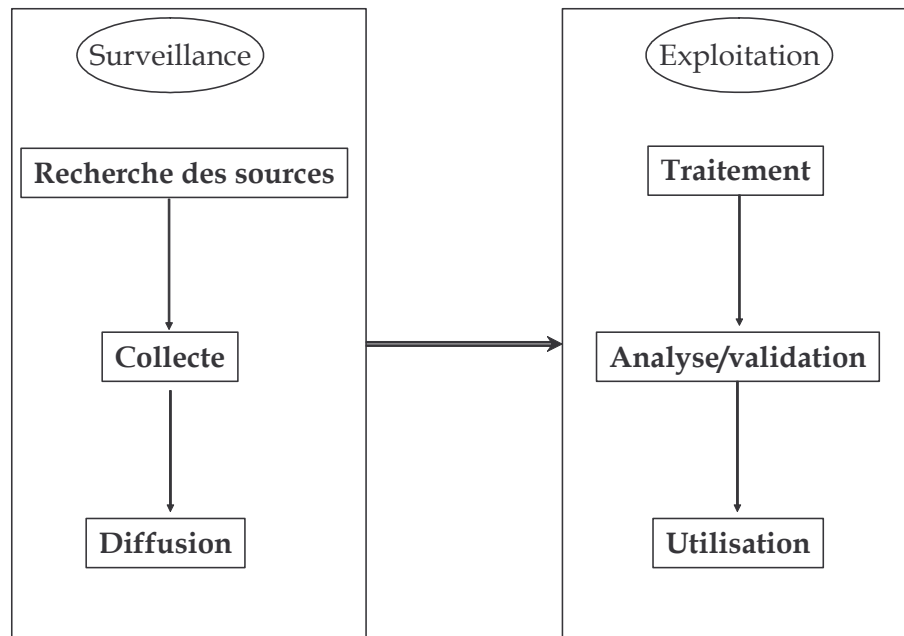 Surveillance
Recherche des sources
Collecte
Diffusion
Exploitation
Traitement
Analyse/validation
Utilisation